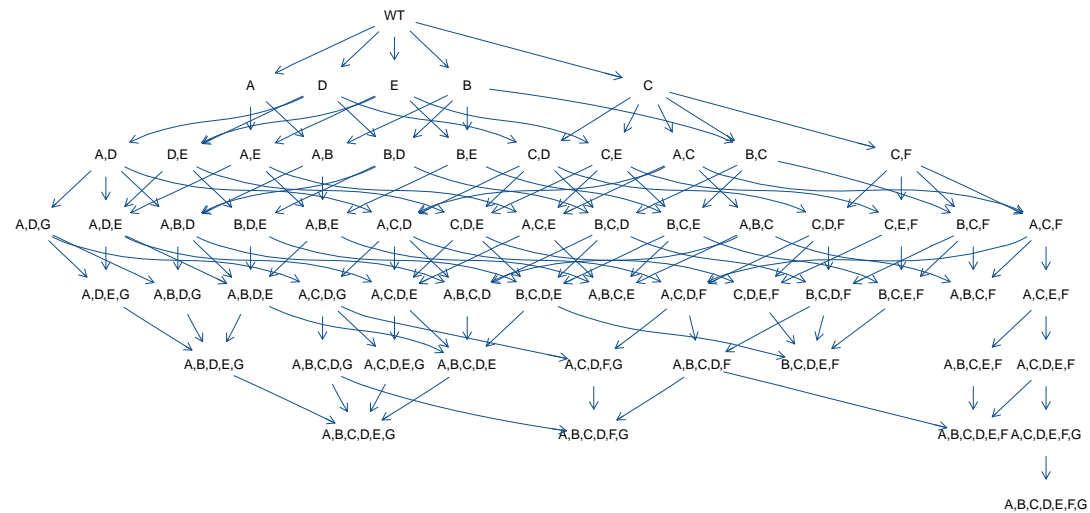 WT
A D E B C
A,D D,E A,E A,B B,D B,E C,D C,E A,C B,C C,F
A,D,G A,D,E A,B,D B,D,E A,B,E A,C,D C,D,E A,C,E B,C,D B,C,E A,B,C C,D,F C,E,F B,C,F A,C,F
A,D,E,G A,B,D,G A,B,D,E A,C,D,G A,C,D,E A,B,C,D B,C,D,E A,B,C,E A,C,D,F C,D,E,F B,C,D,F B,C,E,F A,B,C,F A,C,E,F
A,B,D,E,G A,B,C,D,G A,C,D,E,G A,B,C,D,E A,C,D,F,G A,B,C,D,F B,C,D,E,F A,B,C,E,F A,C,D,E,F
A,B,C,D,E,G A,B,C,D,F,G A,B,C,D,E,F A,C,D,E,F,G
A,B,C,D,E,F,G